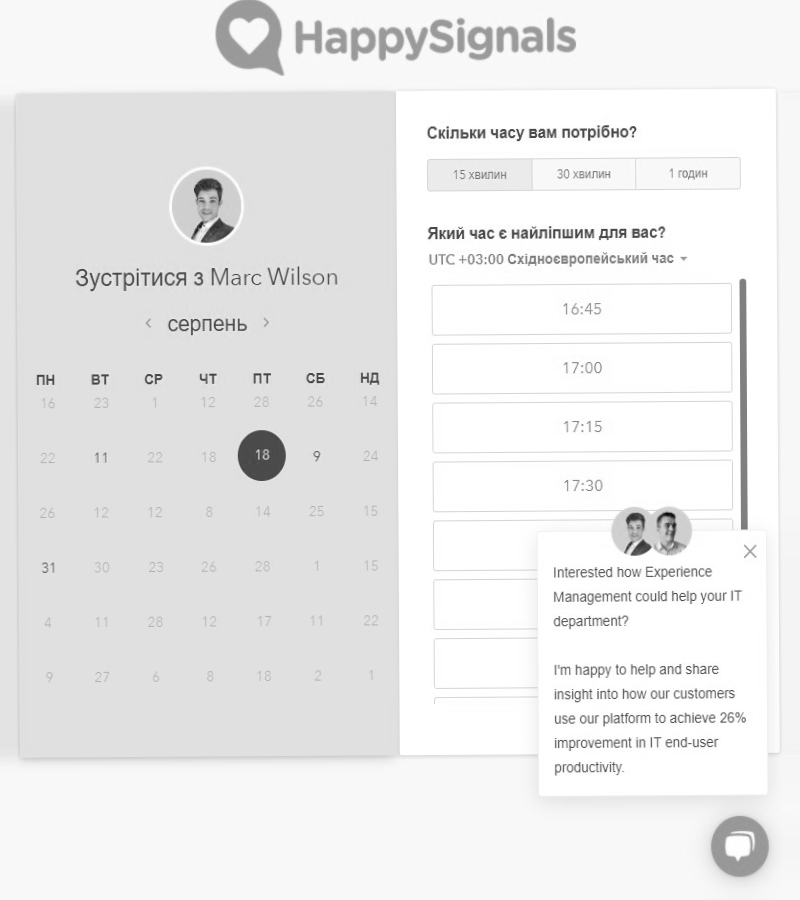 HappySignals
Зустрітися з Marc Wilson
серпень
ПН ВТ СР ЧТ ПТ СБ НД
16 23 1 12 28 26 14
22 11 22 18 18 9 24
26 12 12 8 14 25 15
31 30 23 26 28 1 15
4 11 28 12 17 11 22
9 27 6 8 18 2 1
Скільки часу вам потрібно?
15 хвилин 30 хвилин 1 годин
Який час є найліпшим для вас?
UTC +03:00 Східноєвропейський час
16:45
17:00
17:15
17:30
Interested how Experience
Management could help your IT
department?
I'm happy to help and share
insight into how our customers
use our platform to achieve 26%
improvement in IT end-user
productivity.